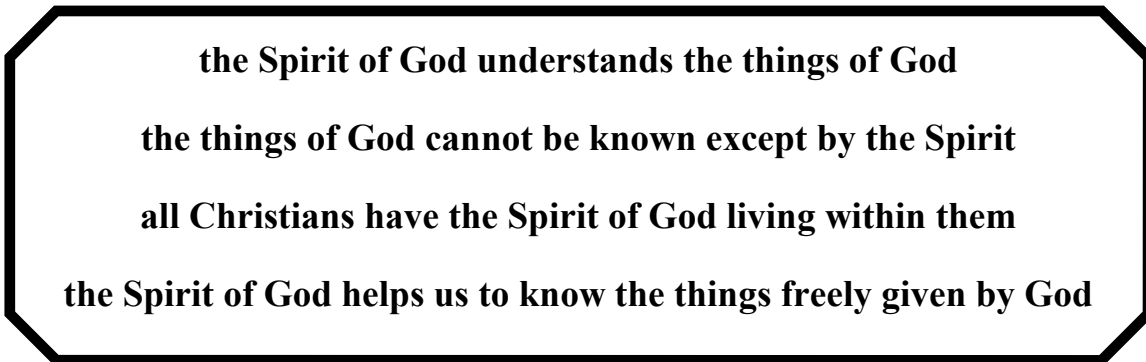 the Spirit of God understands the things of God
the things of God cannot be known except by the Spirit
all Christians have the Spirit of God living within them
the Spirit of God helps us to know the things freely given by God